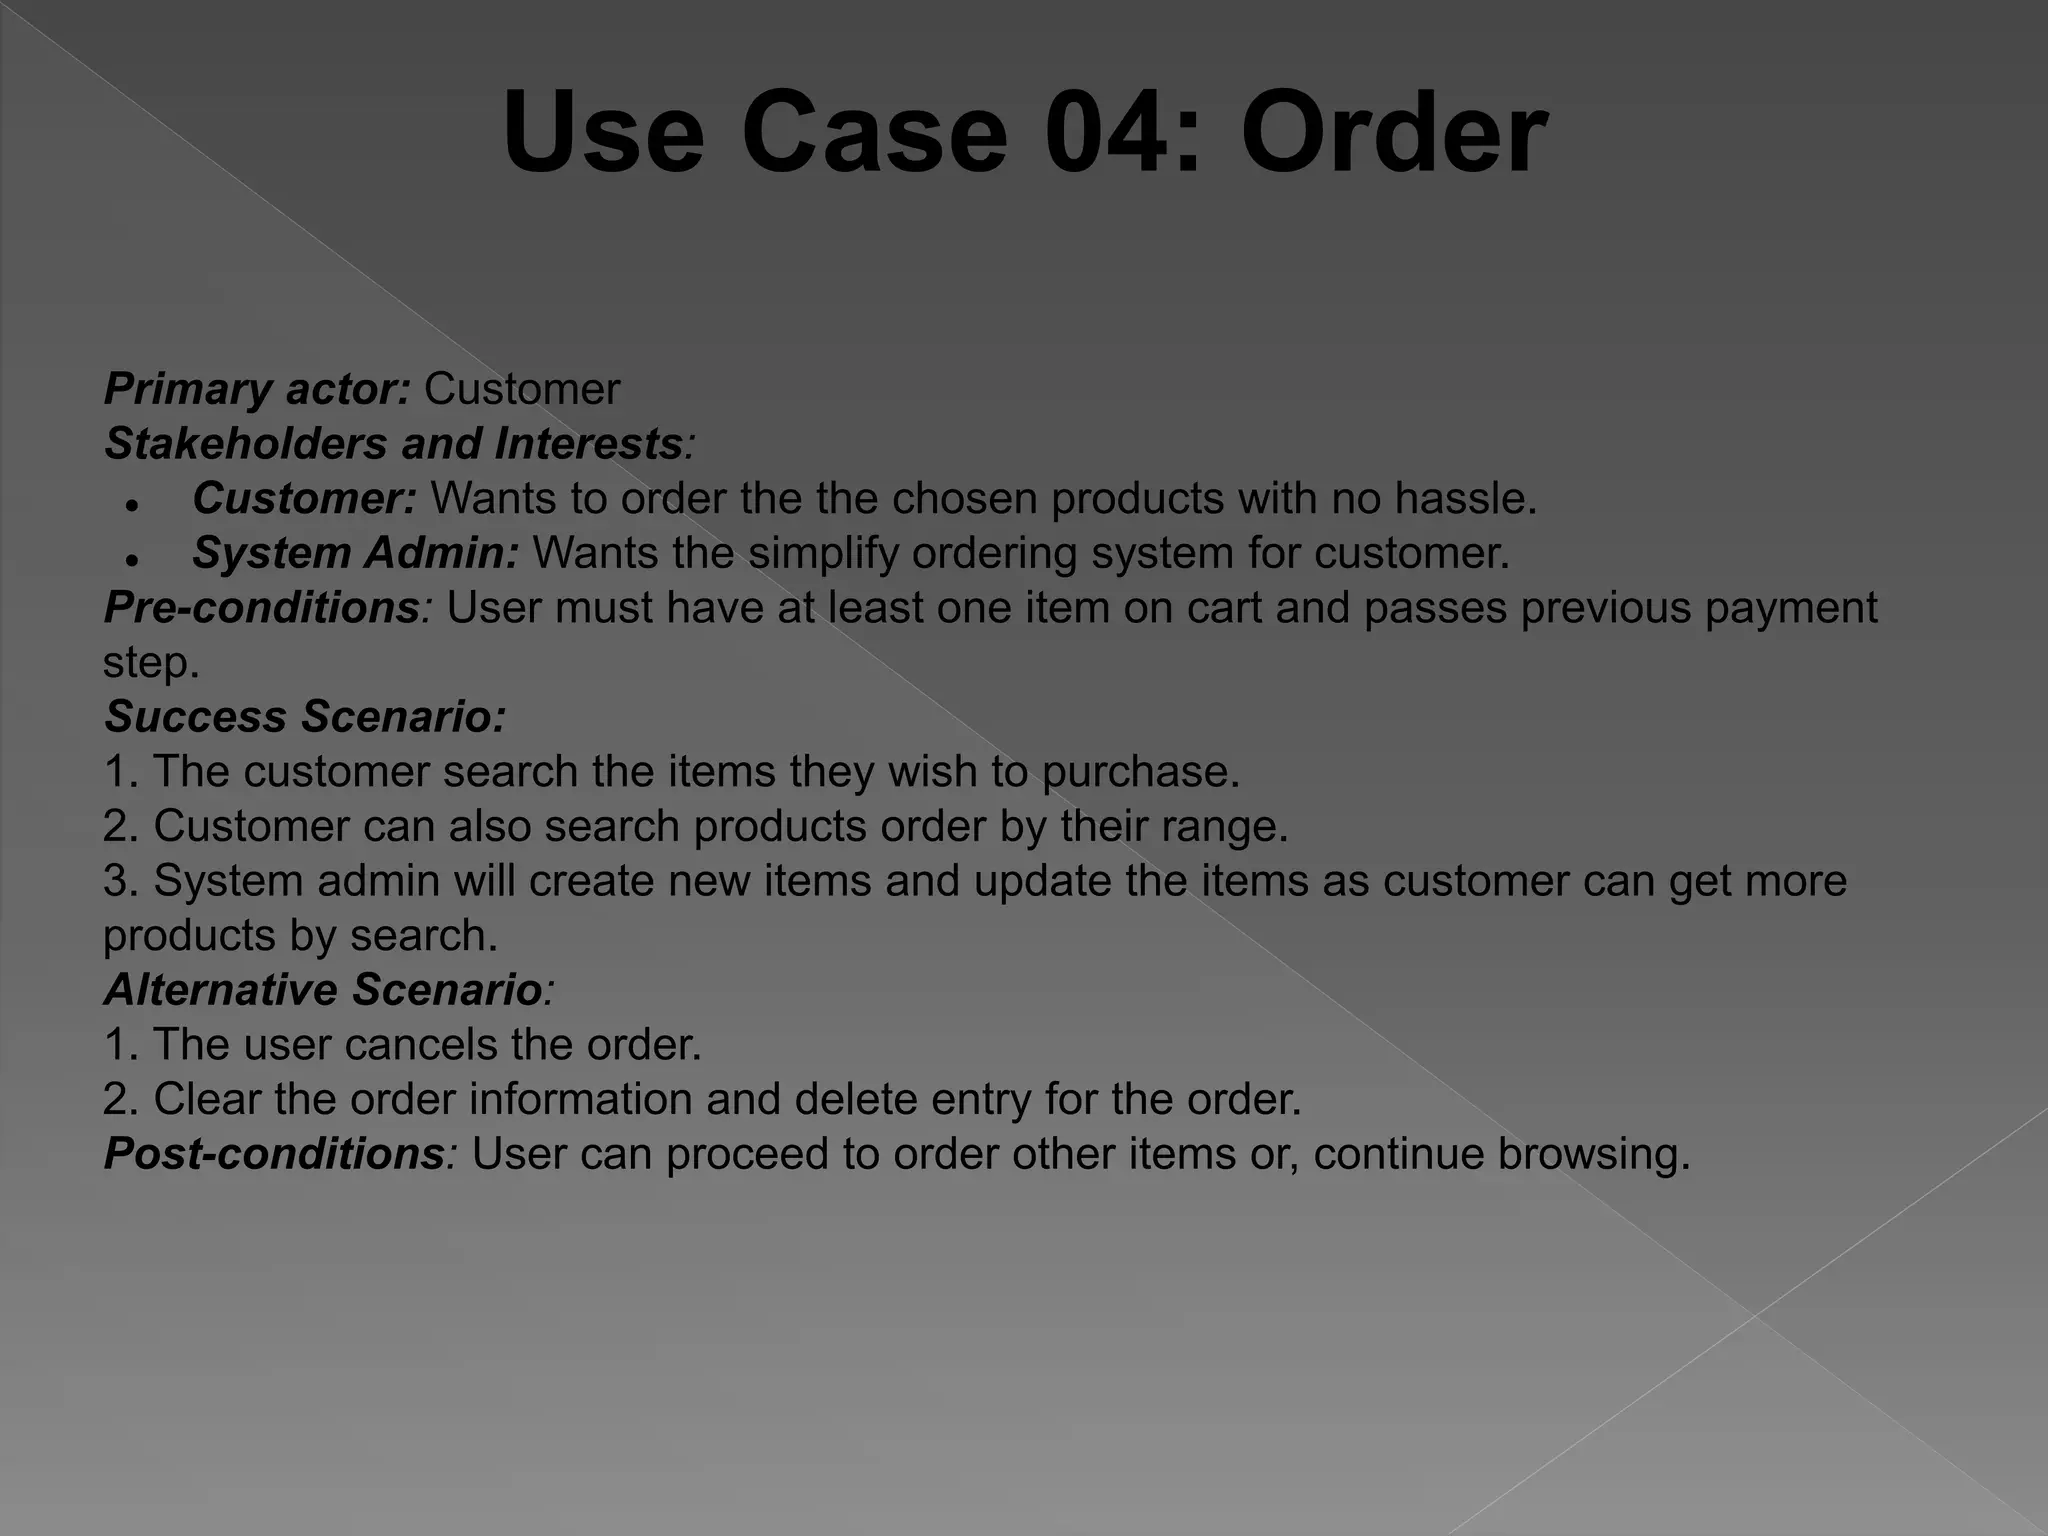 Use Case 04: Order
Primary actor: Customer
Stakeholders and Interests:
● Customer: Wants to order the the chosen products with no hassle.
● System Admin: Wants the simplify ordering system for customer.
Pre-conditions: User must have at least one item on cart and passes previous payment
step.
Success Scenario:
1. The customer search the items they wish to purchase.
2. Customer can also search products order by their range.
3. System admin will create new items and update the items as customer can get more
products by search.
Alternative Scenario:
1. The user cancels the order.
2. Clear the order information and delete entry for the order.
Post-conditions: User can proceed to order other items or, continue browsing.